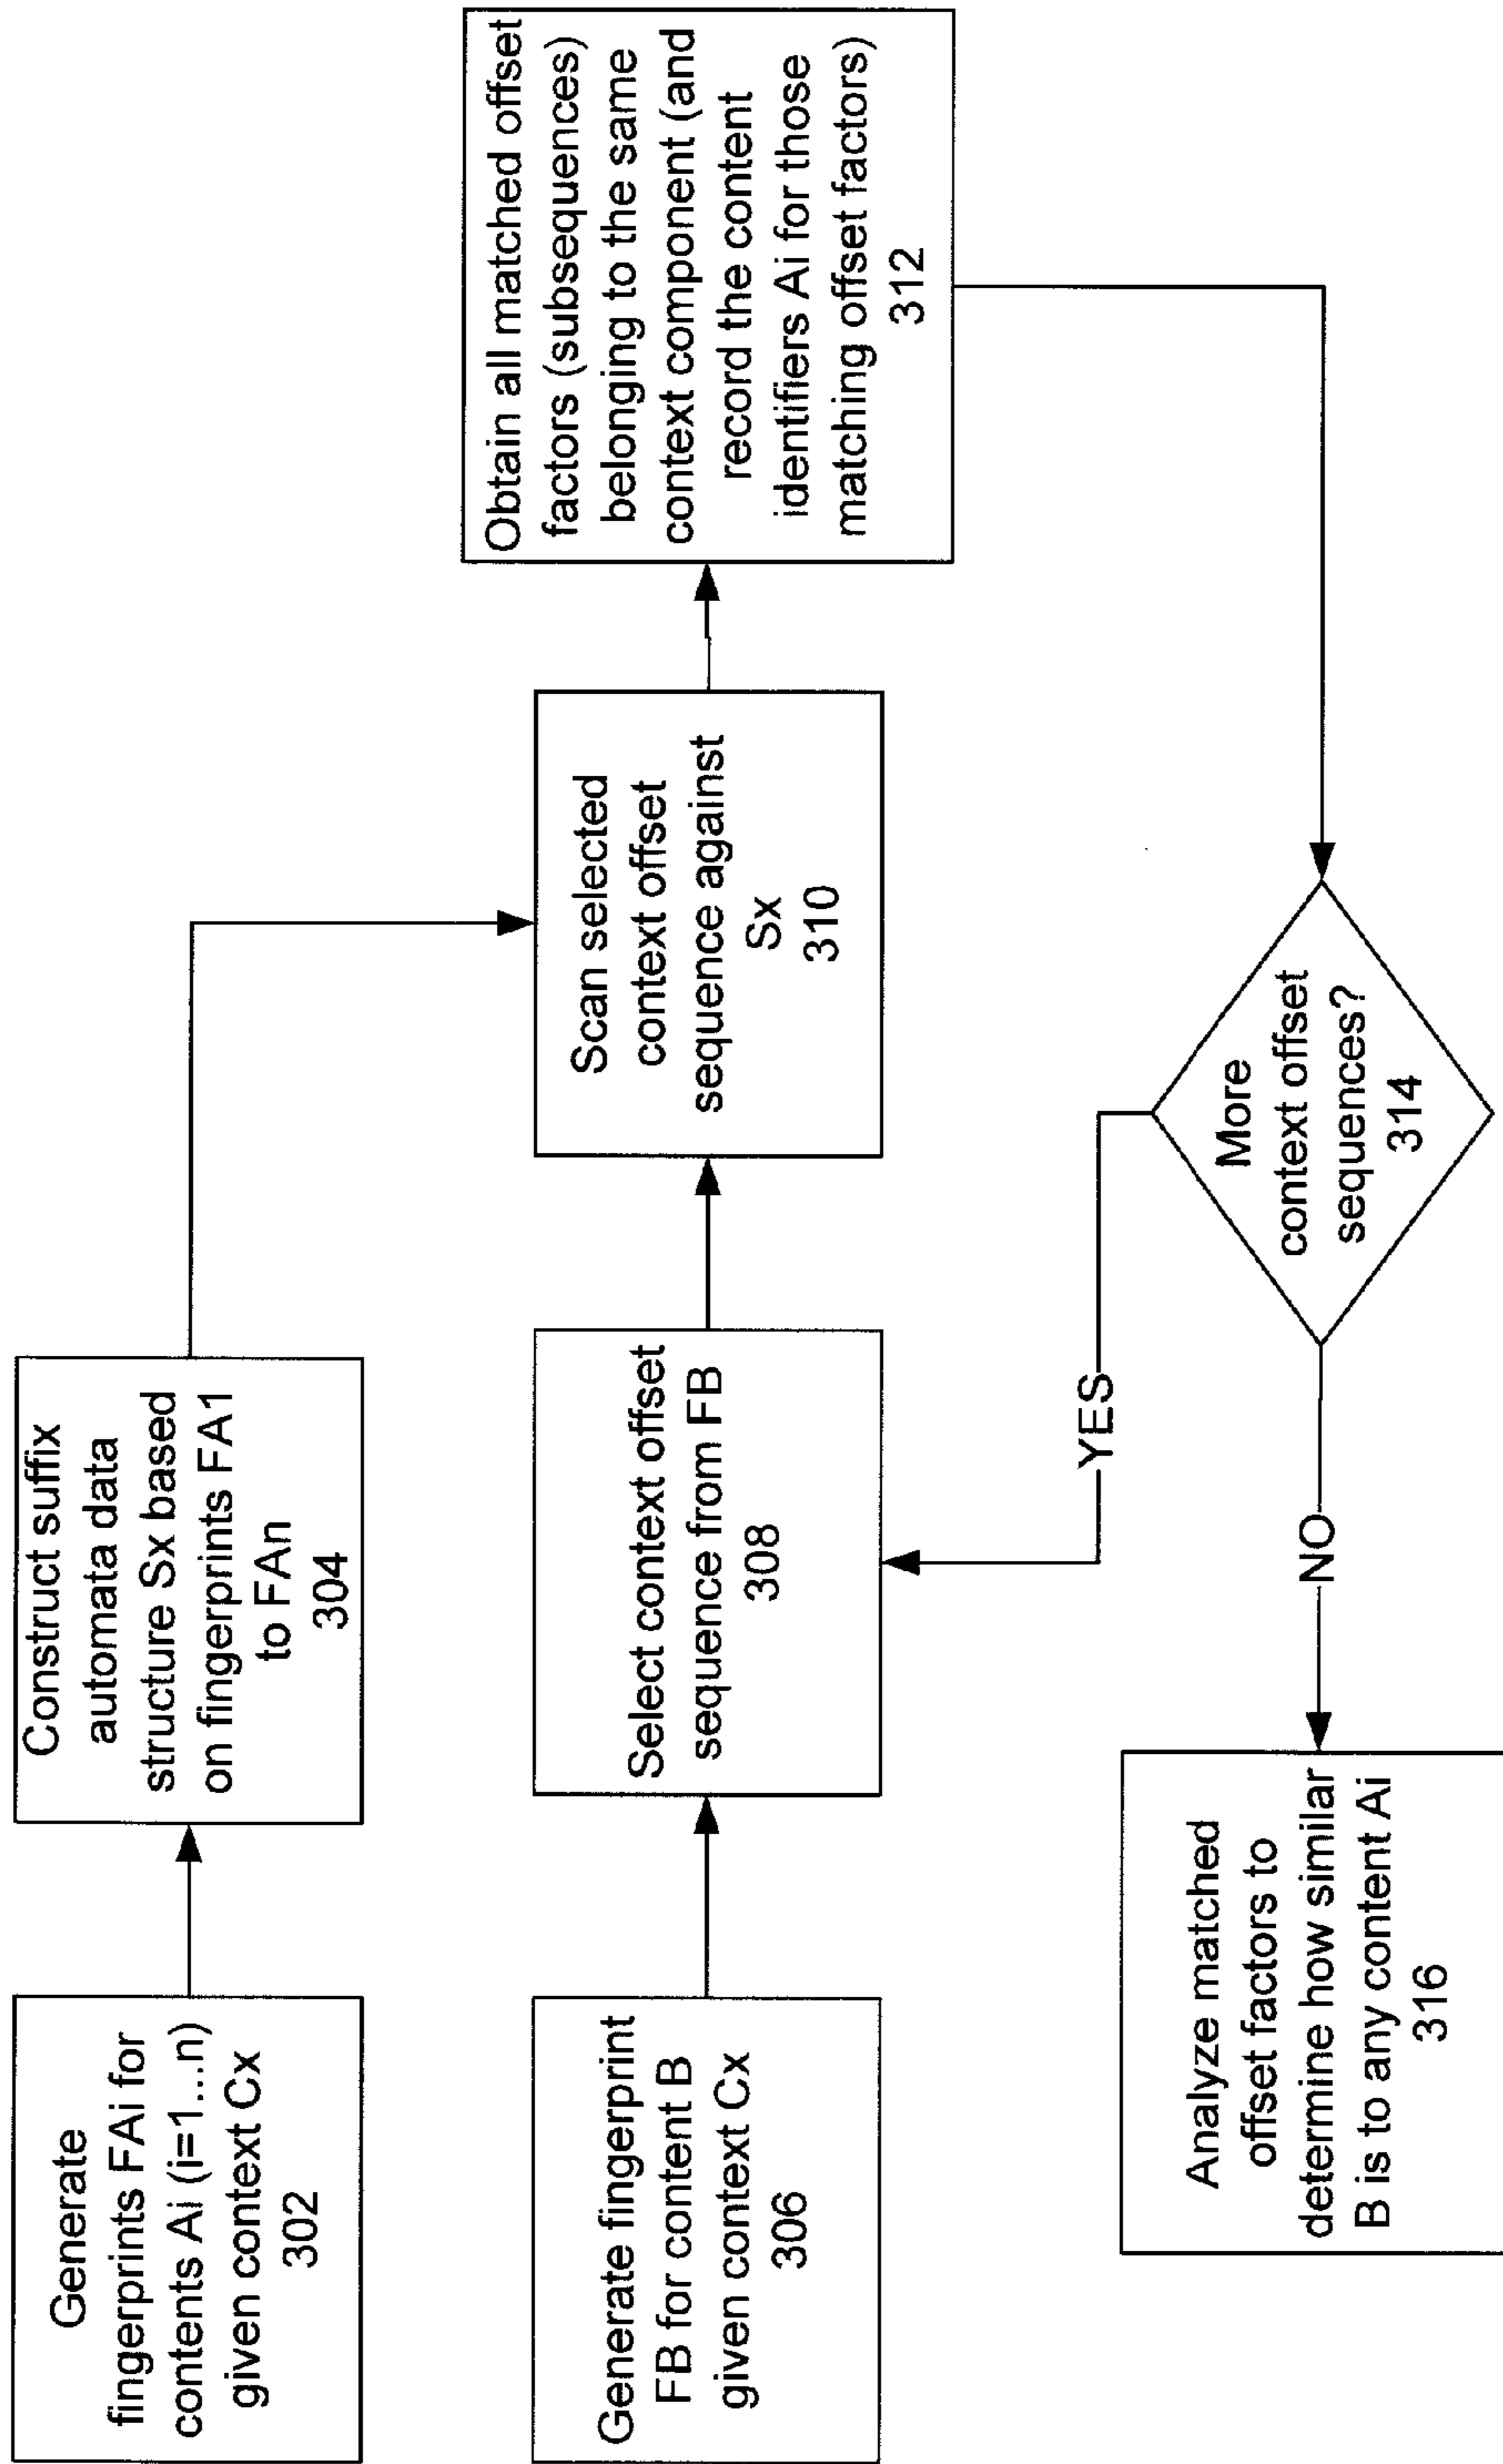 Generate
fingerprints FAi for
contents Ai (i=1...n)
given context Cx
302
Construct suffix
automata data
structure Sx based
on fingerprints FA1
to FAn
304
Generate fingerprint
FB for content B
given context Cx
306
Select context offset
sequence from FB
308
Scan selected
context offset
sequence against
Sx
310
Obtain all matched offset
factors (subsequences)
belonging to the same
context component (and
record the content
identifiers Ai for those
matching offset factors)
312
More
context offset
sequences?
314
YES
NO
Analyze matched
offset factors to
determine how similar
B is to any content Ai
316